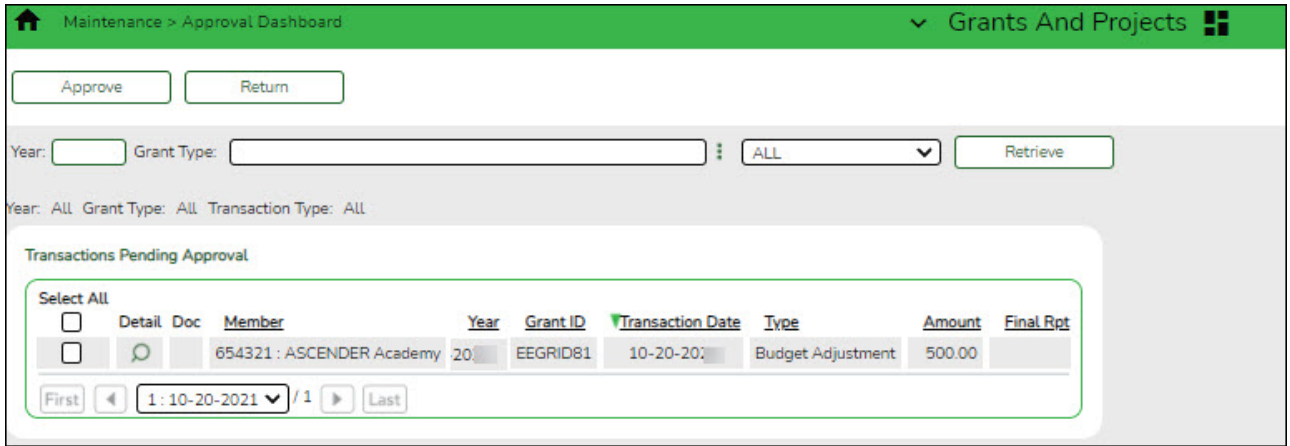 Maintenance > Approval Dashboard Grants And Projects
Approve Return
Year: Grant Type: ALL Retrieve
Year: All Grant Type: All Transaction Type: All
Transactions Pending Approval
Select All
Detail Doc Member Year Grant ID Transaction Date Type Amount Final Rpt
654321 : ASCENDER Academy EEGRID81 Budget Adjustment 500.00
First 1 : 10-20-2021 / 1 Last